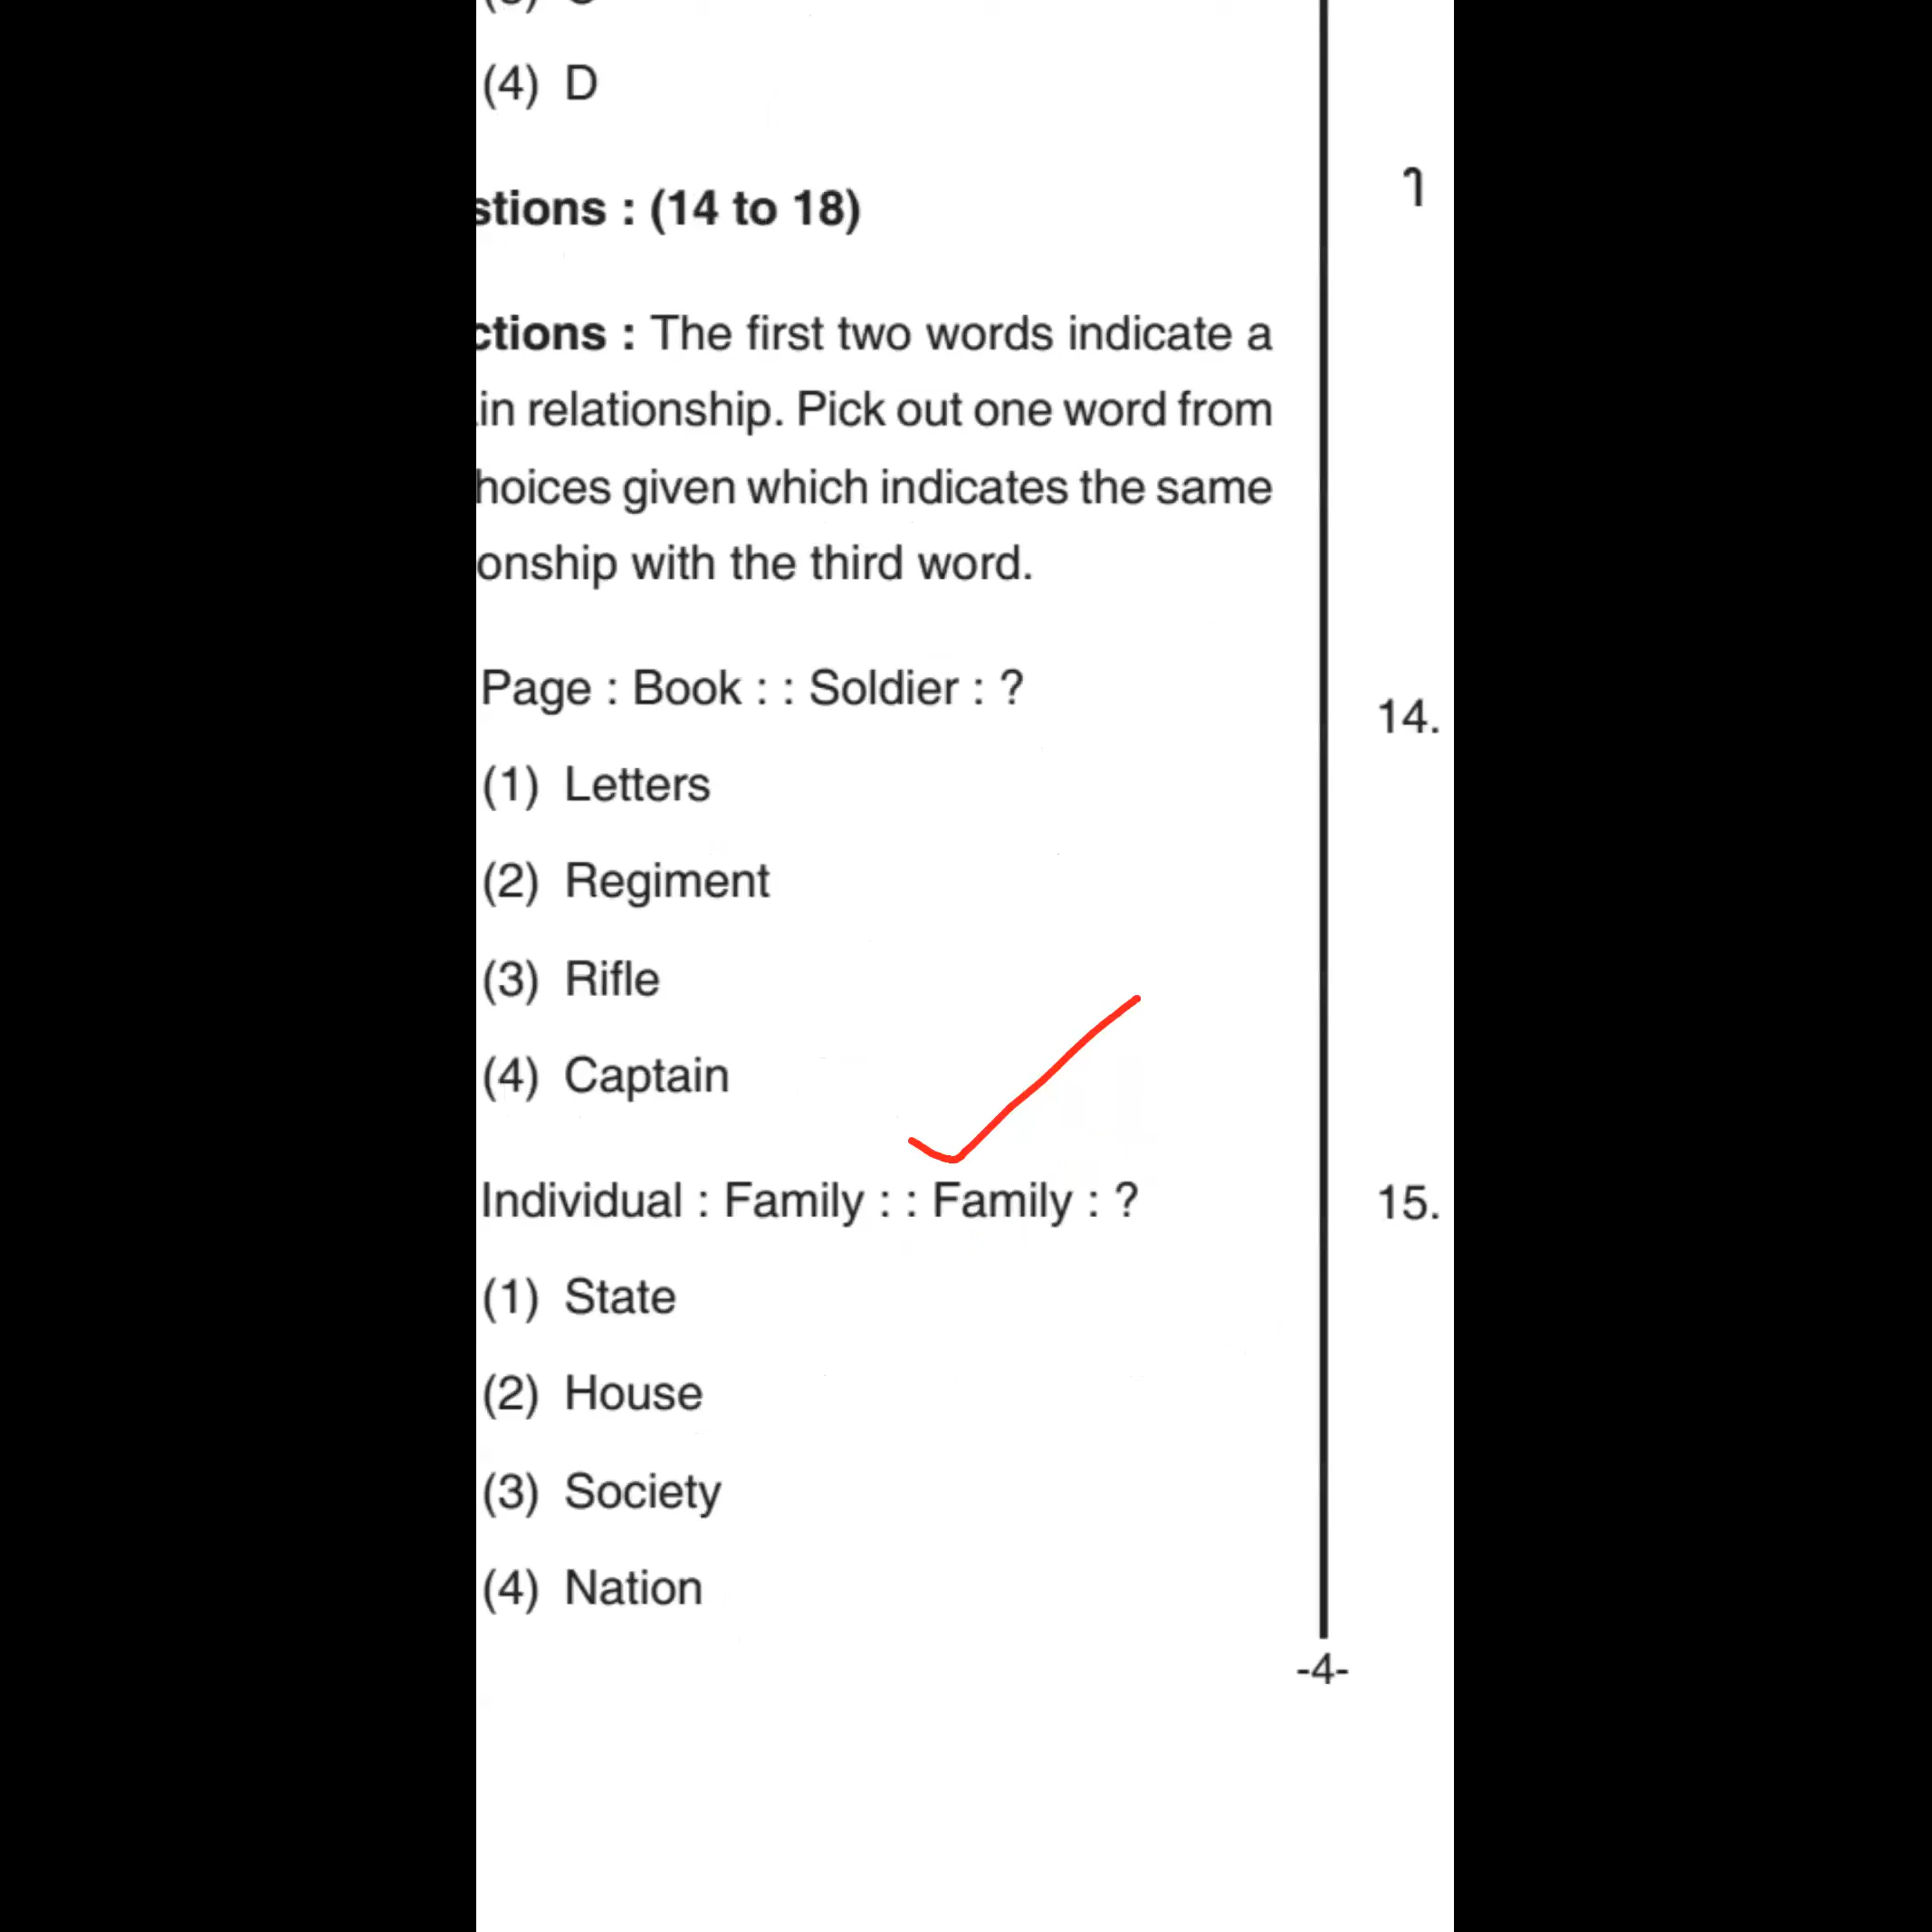 (4) D
stions : (14 to 18)
ctions : The first two words indicate a
in relationship. Pick out one word from
hoices given which indicates the same
onship with the third word.
Page : Book : : Soldier : ?
(1) Letters
(2) Regiment
(3) Rifle
(4) Captain
Individual : Family : : Family : ?
(1) State
(2) House
(3) Society
(4) Nation
14.
15.
-4-